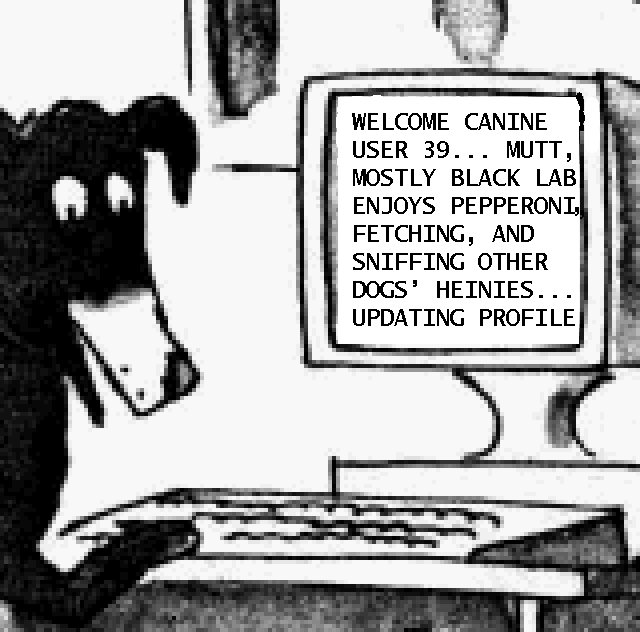 WELCOME CANINE
USER 39... MUTT,
MOSTLY BLACK LAB
ENJOYS PEPPERONI,
FETCHING, AND
SNIFFING OTHER
DOGS' HEINIES...
UPDATING PROFILE